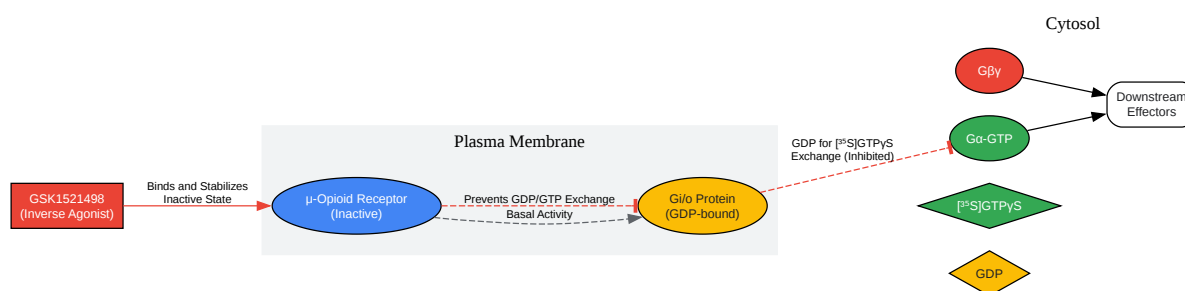 Cytosol
Gβγ
Downstream
Effectors
Plasma Membrane
Gα-GTP
GDP for [³⁵S]GTPγS
Exchange (Inhibited)
GSK1521498
(Inverse Agonist)
Binds and Stabilizes
Inactive State
μ-Opioid Receptor
(Inactive)
Prevents GDP/GTP Exchange
Basal Activity
Gi/o Protein
(GDP-bound)
[³⁵S]GTPγS
GDP